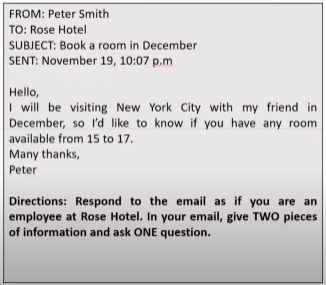 FROM: Peter Smith
TO: Rose Hotel
SUBJECT: Book a room in December
SENT: November 19, 10:07 p.m
Hello,
I will be visiting New York City with my friend in
December, so I'd like to know if you have any room
available from 15 to 17.
Many thanks,
Peter
Directions: Respond to the email as if you are an
employee at Rose Hotel. In your email, give TWO pieces
of information and ask ONE question.